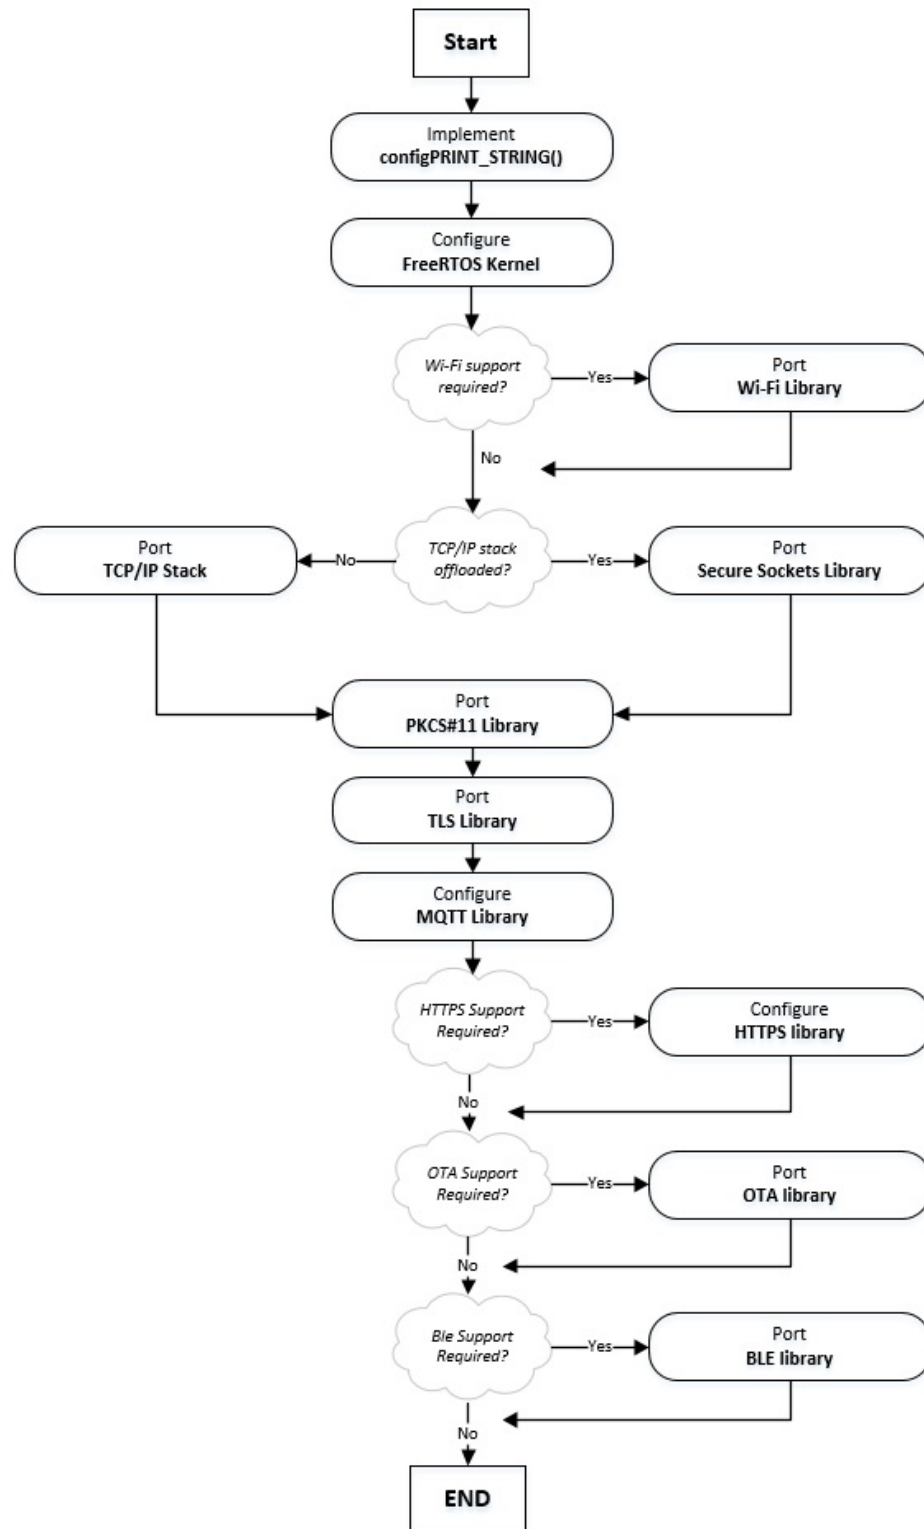 Start
Implement
configPRINT_STRING()
Configure
FreeRTOS Kernel
Wi-Fi support
required?
Yes
Port
Wi-Fi Library
No
Port
TCP/IP Stack
No
TCP/IP stack
offloaded?
Yes
Port
Secure Sockets Library
Port
PKCS#11 Library
Port
TLS Library
Configure
MQTT Library
HTTPS Support
Required?
Yes
Configure
HTTPS library
No
OTA Support
Required?
Yes
Port
OTA library
No
Ble Support
Required?
Yes
Port
BLE library
No
END